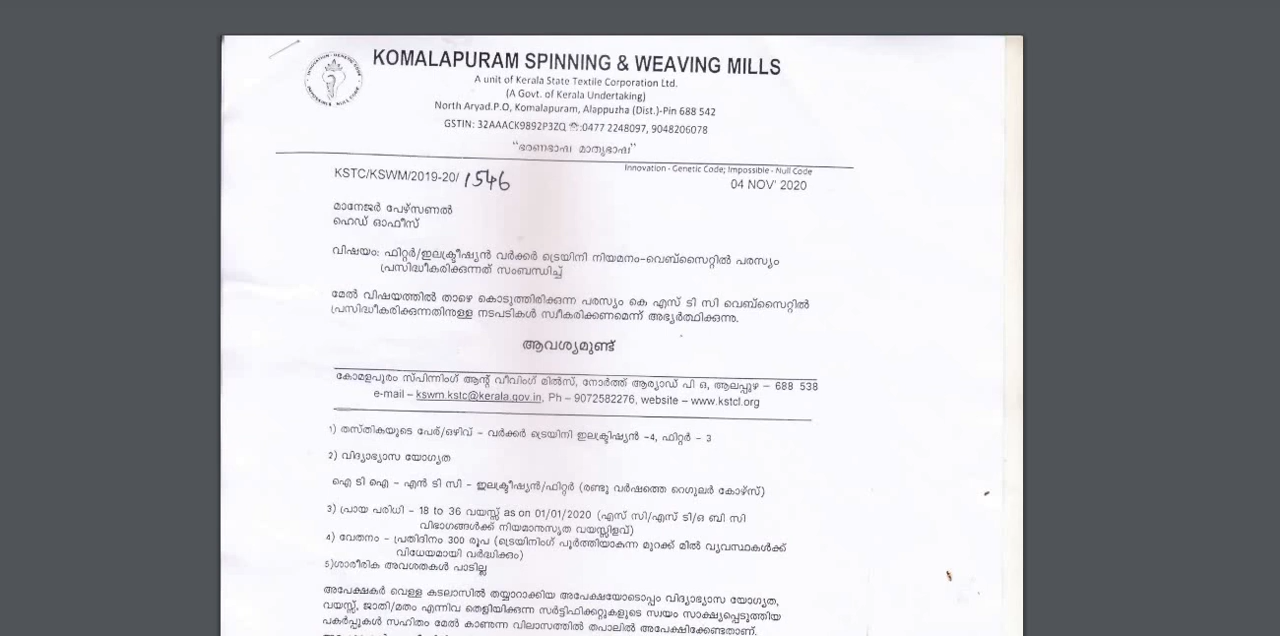 KOMALAPURAM SPINNING & WEAVING MILLS
A unit of Kerala State Textile Corporation Ltd.
(A Govt. of Kerala Undertaking)
North Aryad.P.O, Komalapuram, Alappuzha (Dist.)-Pin 688 542
GSTIN: 32AAACK9892P3ZQ ☏:0477 2248097, 9048206078
"ഭരണഭാഷ മാതൃഭാഷ"
Innovation - Genetic Code; Impossible - Null Code
KSTC/KSWM/2019-20/ 1546
04 NOV' 2020
മാനേജർ പേഴ്സണൽ
ഹെഡ് ഓഫീസ്
വിഷയം: ഫിറ്റർ/ഇലക്ട്രീഷ്യൻ വർക്കർ ട്രെയിനി നിയമനം-വെബ്സൈറ്റിൽ പരസ്യം
പ്രസിദ്ധീകരിക്കുന്നത് സംബന്ധിച്ച്
മേൽ വിഷയത്തിൽ താഴെ കൊടുത്തിരിക്കുന്ന പരസ്യം കെ എസ് ടി സി വെബ്സൈറ്റിൽ
പ്രസിദ്ധീകരിക്കുന്നതിനുള്ള നടപടികൾ സ്വീകരിക്കണമെന്ന് അഭ്യർത്ഥിക്കുന്നു.
ആവശ്യമുണ്ട്
കോമളപുരം സ്പിന്നിംഗ് ആന്റ് വീവിംഗ് മിൽസ്, നോർത്ത് ആര്യാഡ് പി ഒ, ആലപ്പുഴ – 688 538
e-mail – kswm.kstc@kerala.gov.in, Ph – 9072582276, website – www.kstcl.org
1) തസ്തികയുടെ പേര്/ഒഴിവ് – വർക്കർ ട്രെയിനി ഇലക്ട്രിഷ്യൻ -4, ഫിറ്റർ – 3
2) വിദ്യാഭ്യാസ യോഗ്യത
ഐ ടി ഐ – എൻ ടി സി – ഇലക്ട്രീഷ്യൻ/ഫിറ്റർ (രണ്ടു വർഷത്തെ റെഗുലർ കോഴ്സ്)
3) പ്രായ പരിധി – 18 to 36 വയസ്സ് as on 01/01/2020 (എസ് സി/എസ് ടി/ഒ ബി സി
വിഭാഗങ്ങൾക്ക് നിയമാനുസൃത വയസ്സിളവ്)
4) വേതനം – പ്രതിദിനം 300 രൂപ (ട്രെയിനിംഗ് പൂർത്തിയാകുന്ന മുറക്ക് മിൽ വ്യവസ്ഥകൾക്ക്
വിധേയമായി വർദ്ധിക്കും)
5)ശാരീരിക അവശതകൾ പാടില്ല
അപേക്ഷകർ വെള്ള കടലാസിൽ തയ്യാറാക്കിയ അപേക്ഷയോടൊപ്പം വിദ്യാഭ്യാസ യോഗ്യത,
വയസ്സ്, ജാതി/മതം എന്നിവ തെളിയിക്കുന്ന സർട്ടിഫിക്കറ്റുകളുടെ സ്വയം സാക്ഷ്യപ്പെടുത്തിയ
പകർപ്പുകൾ സഹിതം മേൽ കാണുന്ന വിലാസത്തിൽ തപാലിൽ അപേക്ഷിക്കേണ്ടതാണ്.